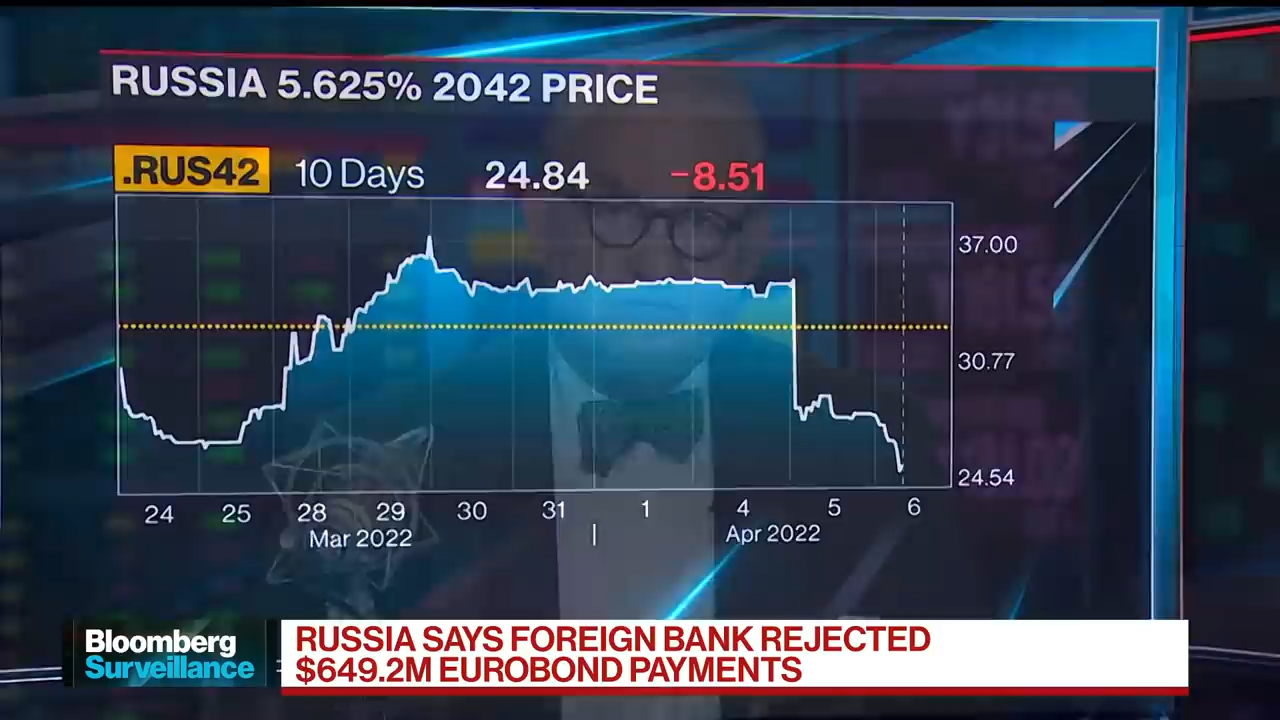 RUSSIA 5.625% 2042 PRICE
.RUS42 10 Days 24.84 -8.51
37.00
30.77
24.54
24 25 28 29 30 31 1 4 5 6
Mar 2022 | Apr 2022
Bloomberg
Surveillance
RUSSIA SAYS FOREIGN BANK REJECTED
$649.2M EUROBOND PAYMENTS